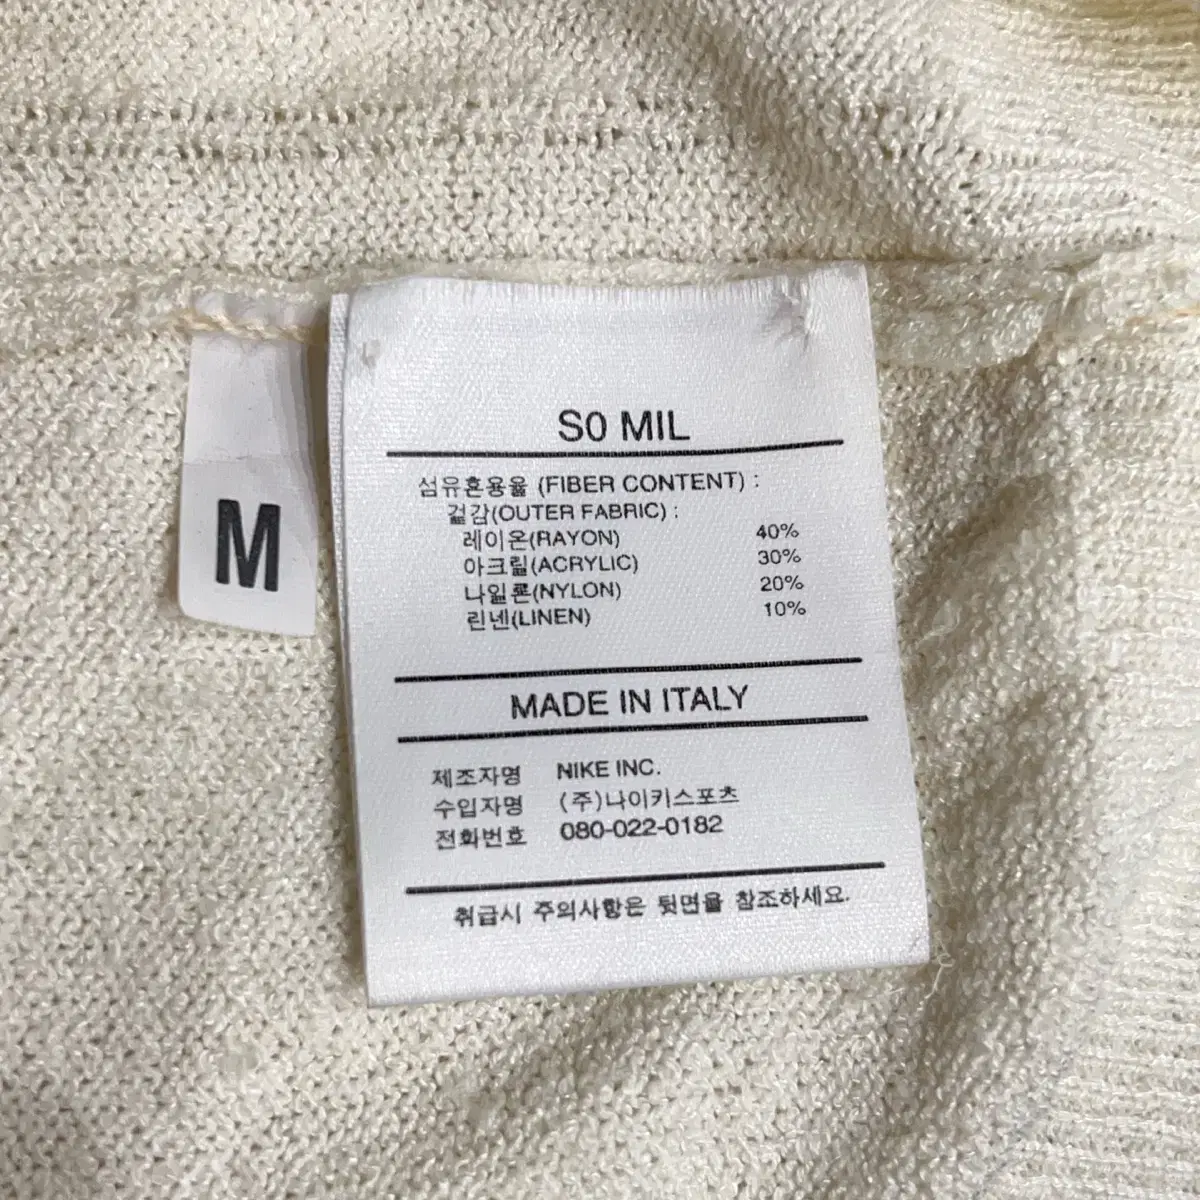 M
S0 MIL
섬유혼용율 (FIBER CONTENT) :
겉감(OUTER FABRIC) :
레이온(RAYON) 40%
아크릴(ACRYLIC) 30%
나일론(NYLON) 20%
린넨(LINEN) 10%
MADE IN ITALY
제조자명 NIKE INC.
수입자명 (주)나이키스포츠
전화번호 080-022-0182
취급시 주의사항은 뒷면을 참조하세요.